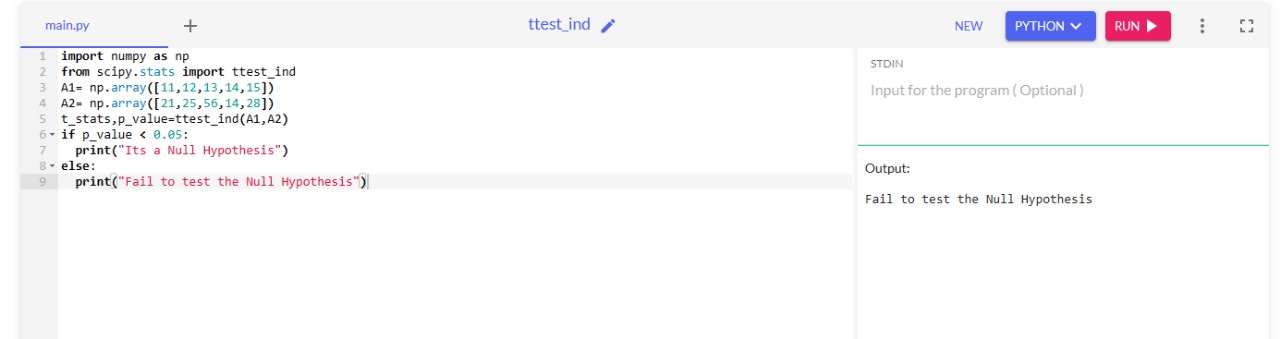 main.py + ttest_ind NEW PYTHON RUN
1 import numpy as np
2 from scipy.stats import ttest_ind
3 A1= np.array([11,12,13,14,15])
4 A2= np.array([21,25,56,14,28])
5 t_stats,p_value=ttest_ind(A1,A2)
6 if p_value < 0.05:
7 print("Its a Null Hypothesis")
8 else:
9 print("Fail to test the Null Hypothesis")
STDIN
Input for the program ( Optional )
Output:
Fail to test the Null Hypothesis